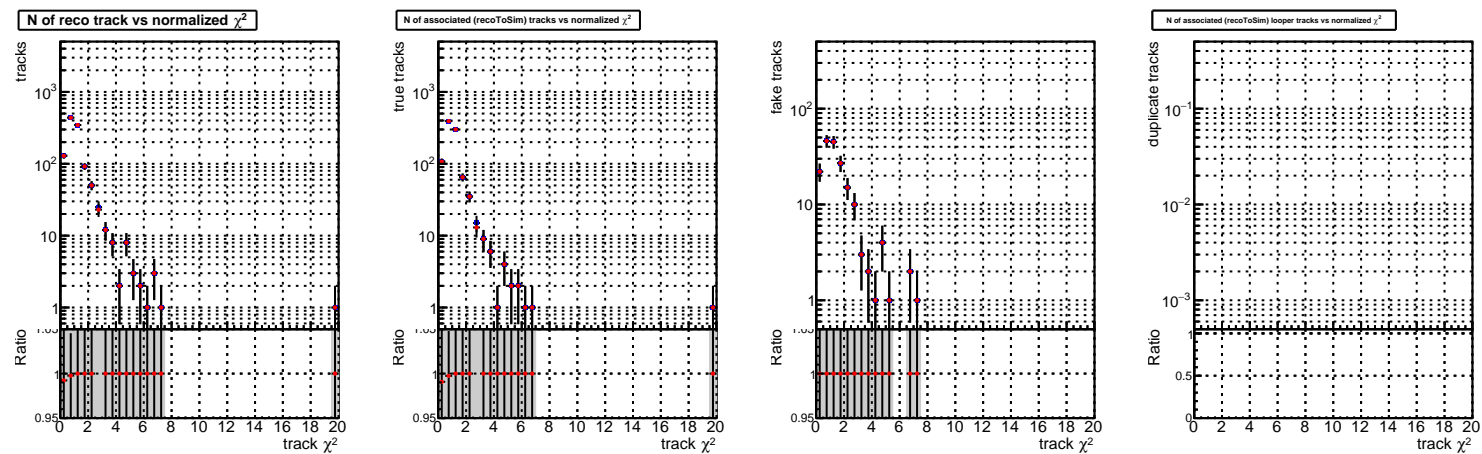 N of reco track vs normalized χ²
tracks
10³
10²
10
1
Ratio
1.05
1
0.95
0 2 4 6 8 10 12 14 16 18 20
track χ²
N of associated (recoToSim) tracks vs normalized χ²
true tracks
10³
10²
10
1
Ratio
1.05
1
0.95
0 2 4 6 8 10 12 14 16 18 20
track χ²
fake tracks
10²
10
1
Ratio
1.05
1
0.95
0 2 4 6 8 10 12 14 16 18 20
track χ²
N of associated (recoToSim) looper tracks vs normalized χ²
duplicate tracks
10⁻¹
10⁻²
10⁻³
Ratio
1
0.5
0
0 2 4 6 8 10 12 14 16 18 20
track χ²